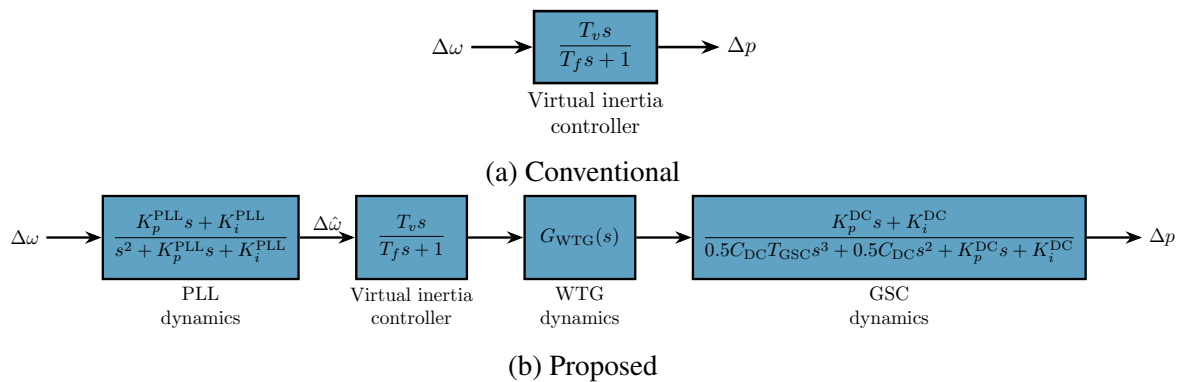 Δω
T_v s
T_f s + 1
Δp
Virtual inertia
controller
(a) Conventional
Δω
K_p^PLL s + K_i^PLL
s^2 + K_p^PLL s + K_i^PLL
Δω̂
T_v s
T_f s + 1
G_WTG(s)
K_p^DC s + K_i^DC
0.5C_DC T_GSC s^3 + 0.5C_DC s^2 + K_p^DC s + K_i^DC
Δp
PLL
dynamics
Virtual inertia
controller
WTG
dynamics
GSC
dynamics
(b) Proposed